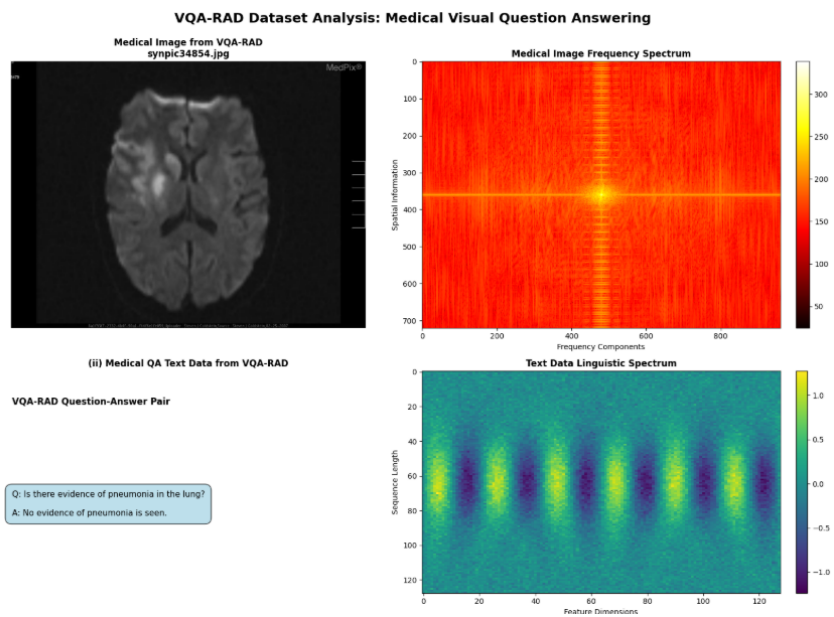 VQA-RAD Dataset Analysis: Medical Visual Question Answering
Medical Image from VQA-RAD
synpic34854.jpg
MedPix®
Medical Image Frequency Spectrum
0
100
200
300
400
500
600
700
Spatial Information
0
200
400
600
800
Frequency Components
300
250
200
150
100
50
(ii) Medical QA Text Data from VQA-RAD
VQA-RAD Question-Answer Pair
Q: Is there evidence of pneumonia in the lung?
A: No evidence of pneumonia is seen.
Text Data Linguistic Spectrum
0
20
40
60
80
100
120
Sequence Length
0
20
40
60
80
100
120
Feature Dimensions
1.0
0.5
0.0
−0.5
−1.0